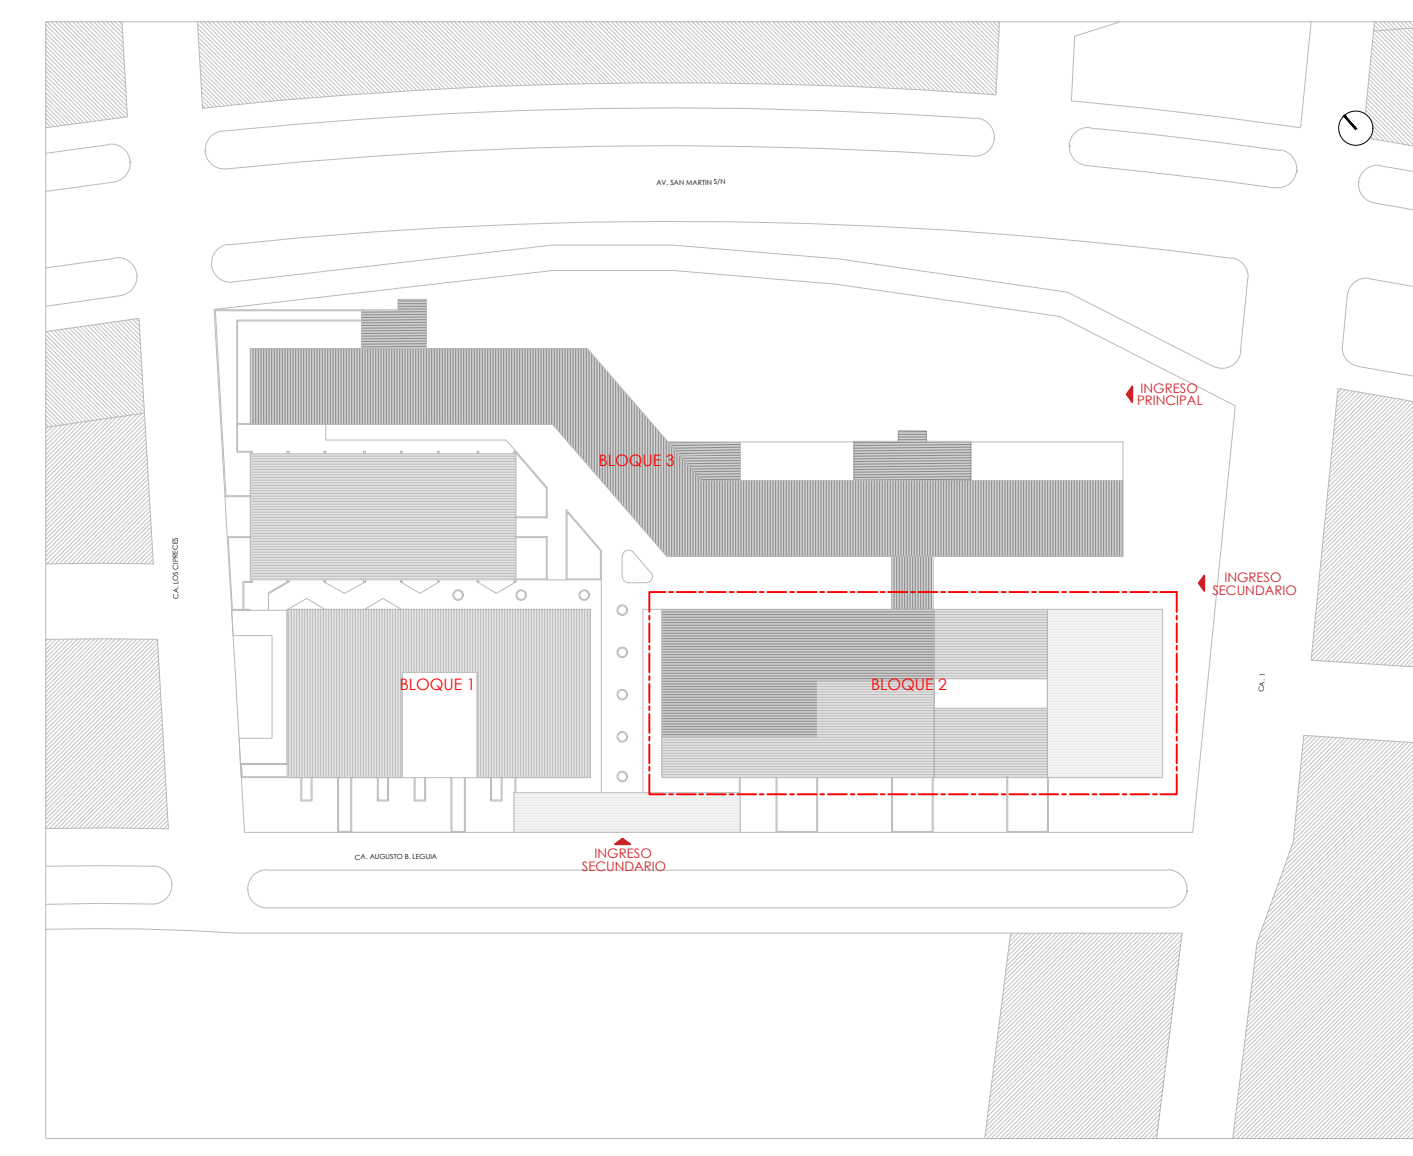 AV. SAN MARTIN S/N
INGRESO
PRINCIPAL
BLOQUE 3
CA. LOS CIPRECES
INGRESO
SECUNDARIO
BLOQUE 1
BLOQUE 2
CA. 1
CA. AUGUSTO B. LEGUIA
INGRESO
SECUNDARIO